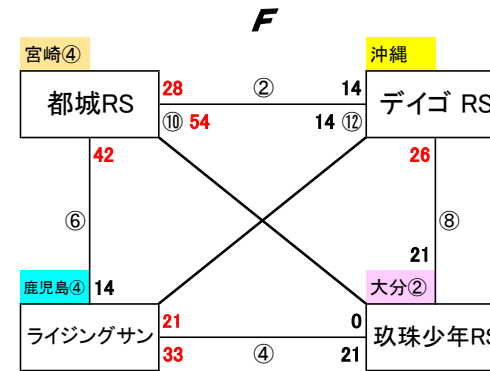 F
宮崎④ 沖縄
都城RS 28 ② 14 デイゴ RS
⑩ 54 14 ⑫
42 26
⑥ ⑧
21
鹿児島④ 14 大分②
ライジングサン 21 0 玖珠少年RS
33 ④ 21